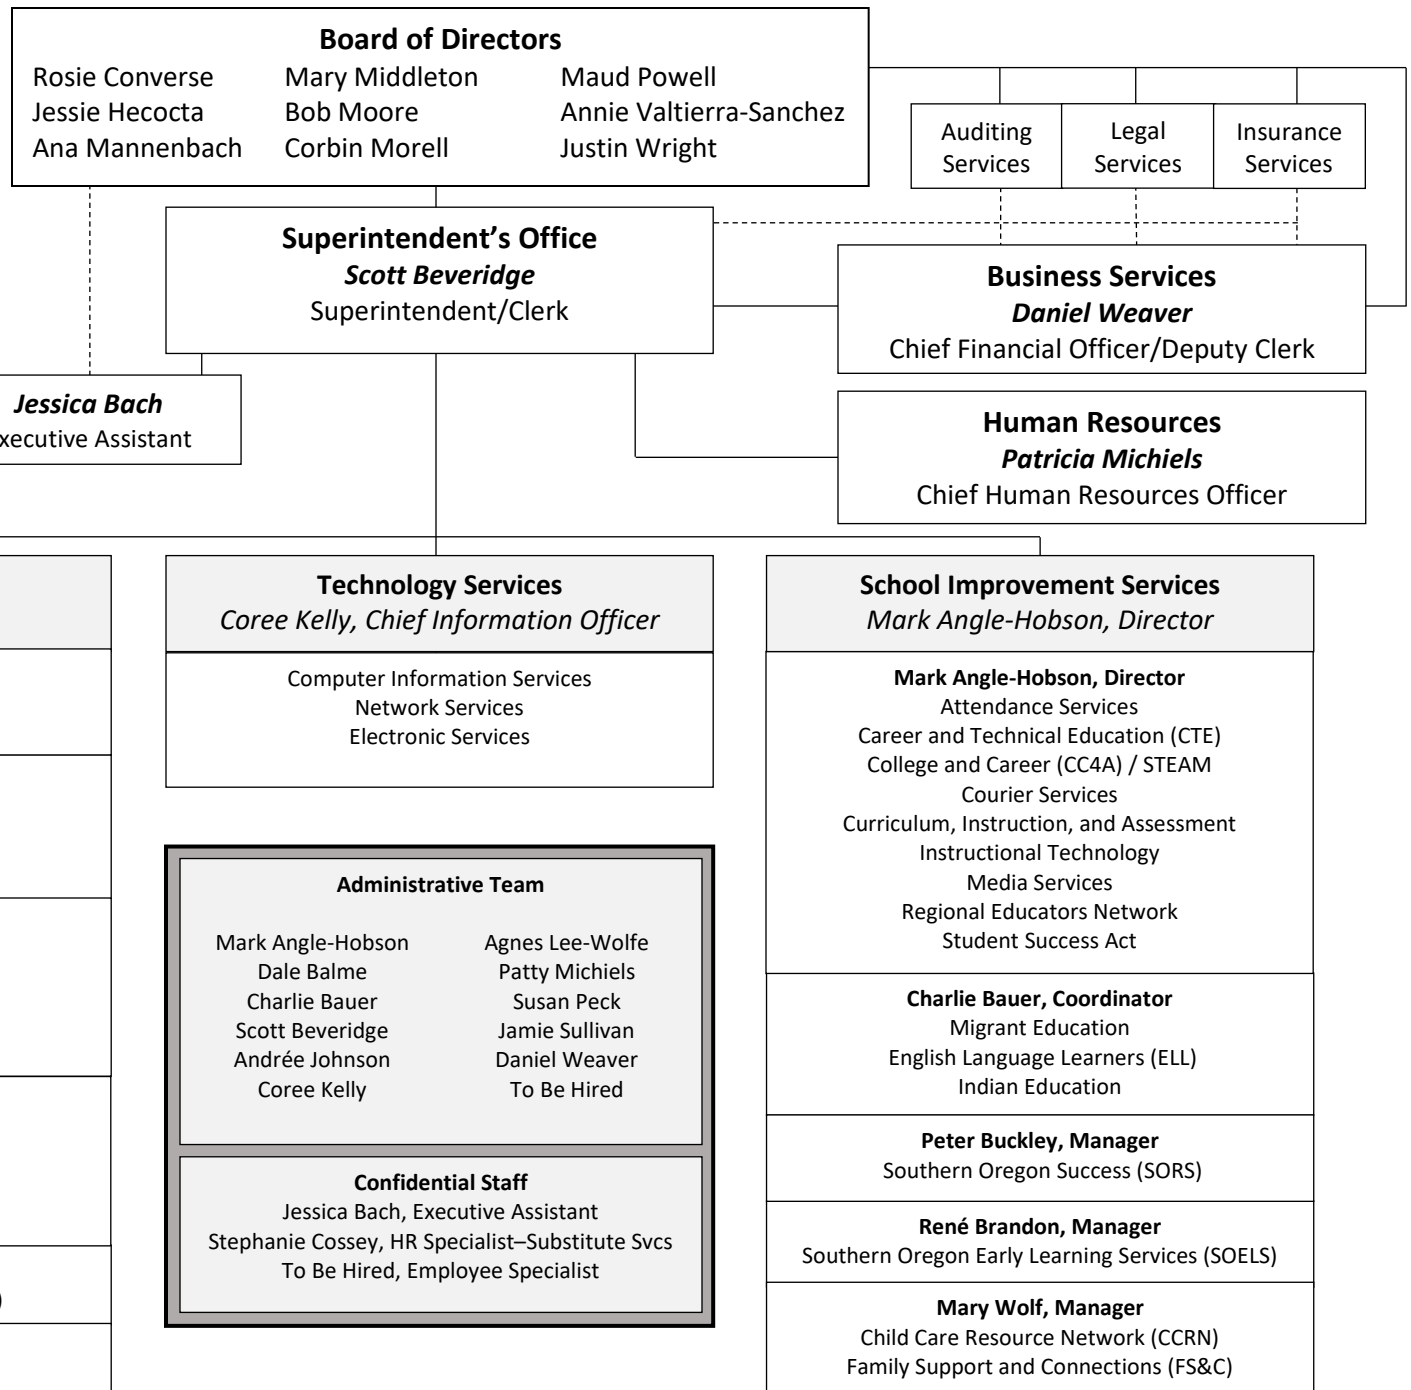 Board of Directors
Rosie Converse Mary Middleton Maud Powell
Jessie Hecocta Bob Moore Annie Valtierra-Sanchez
Ana Mannenbach Corbin Morell Justin Wright
Auditing
Services
Legal
Services
Insurance
Services
Superintendent’s Office
Scott Beveridge
Superintendent/Clerk
Business Services
Daniel Weaver
Chief Financial Officer/Deputy Clerk
Jessica Bach
xecutive Assistant
Human Resources
Patricia Michiels
Chief Human Resources Officer
Technology Services
Coree Kelly, Chief Information Officer
Computer Information Services
Network Services
Electronic Services
Administrative Team
Mark Angle-Hobson Agnes Lee-Wolfe
Dale Balme Patty Michiels
Charlie Bauer Susan Peck
Scott Beveridge Jamie Sullivan
Andrée Johnson Daniel Weaver
Coree Kelly To Be Hired
Confidential Staff
Jessica Bach, Executive Assistant
Stephanie Cossey, HR Specialist–Substitute Svcs
To Be Hired, Employee Specialist
School Improvement Services
Mark Angle-Hobson, Director
Mark Angle-Hobson, Director
Attendance Services
Career and Technical Education (CTE)
College and Career (CC4A) / STEAM
Courier Services
Curriculum, Instruction, and Assessment
Instructional Technology
Media Services
Regional Educators Network
Student Success Act
Charlie Bauer, Coordinator
Migrant Education
English Language Learners (ELL)
Indian Education
Peter Buckley, Manager
Southern Oregon Success (SORS)
René Brandon, Manager
Southern Oregon Early Learning Services (SOELS)
Mary Wolf, Manager
Child Care Resource Network (CCRN)
Family Support and Connections (FS&C)
)